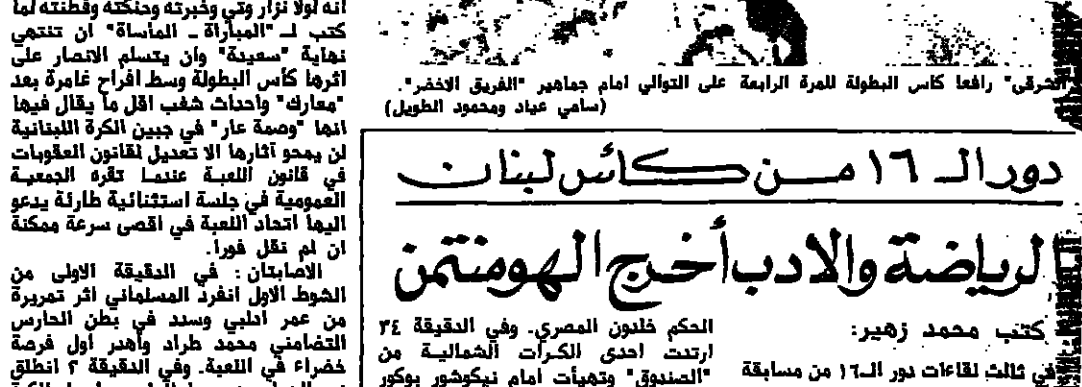 الشرقي" رافعا كاس البطولة للمرة الرابعة على التوالي امام جماهير "الفريق الاخضر".
(سامي عياد ومحمود الطويل)
دور الـ ١٦ مـن كـأس لبنان
الرياضة والادب أخرج الهومنتمن
كتب محمد زهير:
في ثالث لقاءات دور الـ١٦ من مسابقة
الحكم خلدون المصري. وفي الدقيقة ٣٤
ارتدت احدى الكرات الشمالية من
"الصندوق" وتهيأت امام نيكوشور بوكور
انه لولا نزار وتي وخبرته وحنكته وفطنته لما
كتب لـ "المباراة ـ المأساة" ان تنتهي
نهاية "سعيدة" وان يتسلم الانصار على
اثرها كأس البطولة وسط افراح غامرة بعد
"معارك" واحداث شغب اقل ما يقال فيها
انها "وصمة عار" في جبين الكرة اللبنانية
لن يمحو آثارها الا تعديل لقانون العقوبات
في قانون اللعبة عندما تقره الجمعية
العمومية في جلسة استثنائية طارئة يدعو
اليها اتحاد اللعبة في اقصى سرعة ممكنة
ان لم نقل فورا.
الاصابتان: في الدقيقة الاولى من
الشوط الاول انفرد المسلماني اثر تمريرة
من عمر ادلبي وسدد في بطن الحارس
التضامني محمد طراد واهدر اول فرصة
خضراء في اللعبة. وفي الدقيقة ٢ انطلق